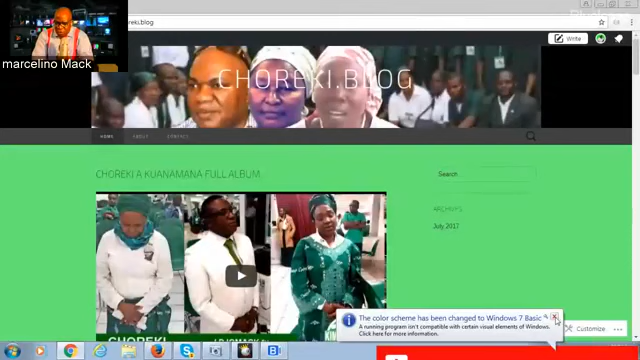 reki.blog
Write
marcelino Mack
CHOREKI.BLOG
HOME ABOUT CONTACT
CHOREKI A KUANAMANA FULL ALBUM
Search
ARCHIVES
July 2017
The color scheme has been changed to Windows 7 Basic
A running program isn't compatible with certain visual elements of Windows.
Click here for more information.
Customize
CHOREKI